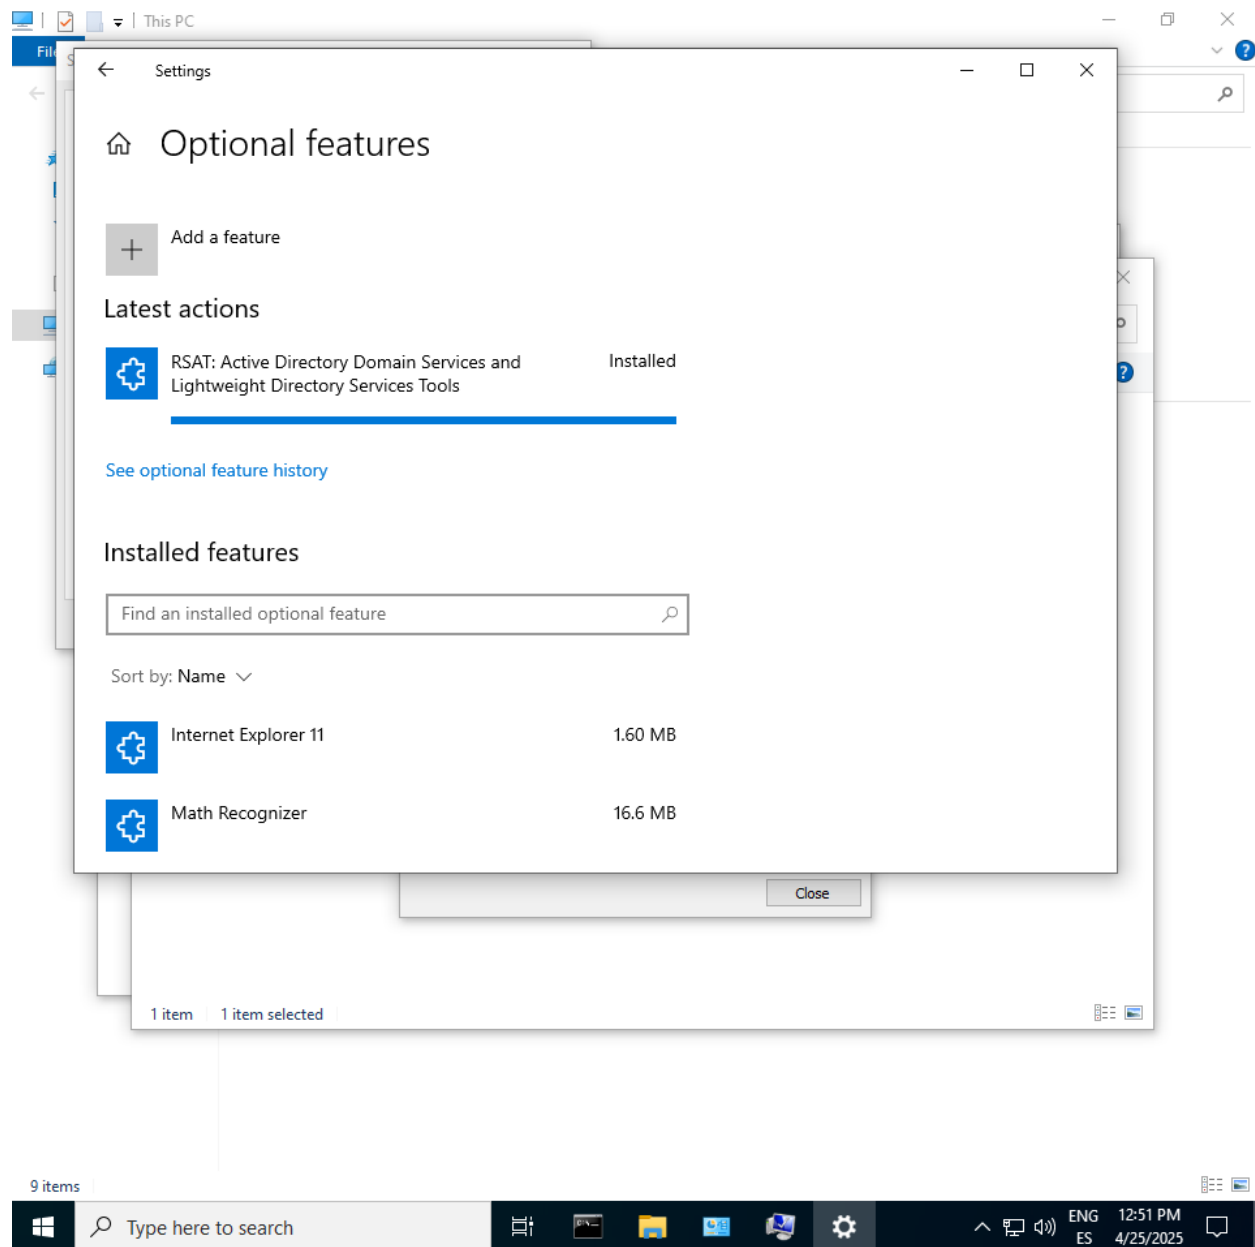 This PC
File
Settings
Optional features
Add a feature
Latest actions
RSAT: Active Directory Domain Services and
Lightweight Directory Services Tools
Installed
See optional feature history
Installed features
Find an installed optional feature
Sort by: Name
Internet Explorer 11
1.60 MB
Math Recognizer
16.6 MB
Close
1 item
1 item selected
9 items
Type here to search
ENG
ES
12:51 PM
4/25/2025